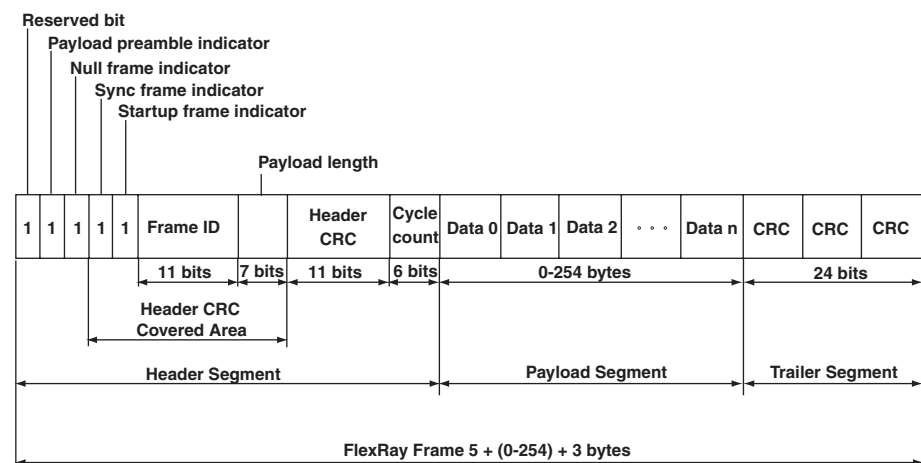 Reserved bit
Payload preamble indicator
Null frame indicator
Sync frame indicator
Startup frame indicator
Payload length
1 1 1 1 1 Frame ID Header CRC Cycle count Data 0 Data 1 Data 2 ∘ ∘ ∘ Data n CRC CRC CRC
11 bits 7 bits 11 bits 6 bits 0-254 bytes 24 bits
Header CRC
Covered Area
Header Segment Payload Segment Trailer Segment
FlexRay Frame 5 + (0-254) + 3 bytes